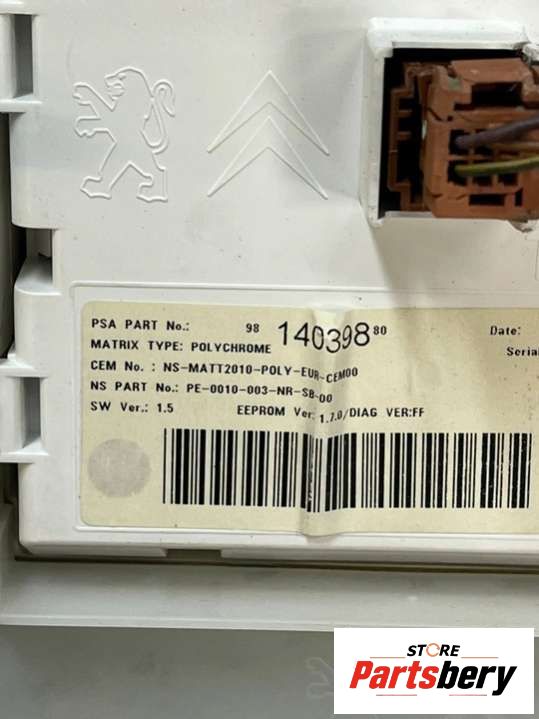 PSA PART No.: 98 140398 80
Date:
MATRIX TYPE: POLYCHROME
Serial
CEM No.: NS-MATT2010-POLY-EUR-CEM00
NS PART No.: PE-0010-003-NR-SB-00
SW Ver.: 1.5 EEPROM Ver: 1.7.0/DIAG VER:FF
STORE
Partsbery